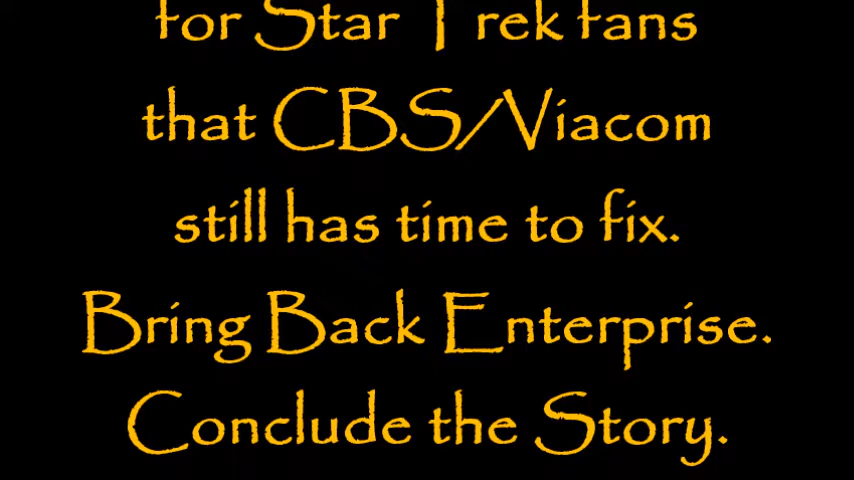 for Star Trek fans
that CBS/Viacom
still has time to fix.
Bring Back Enterprise.
Conclude the Story.